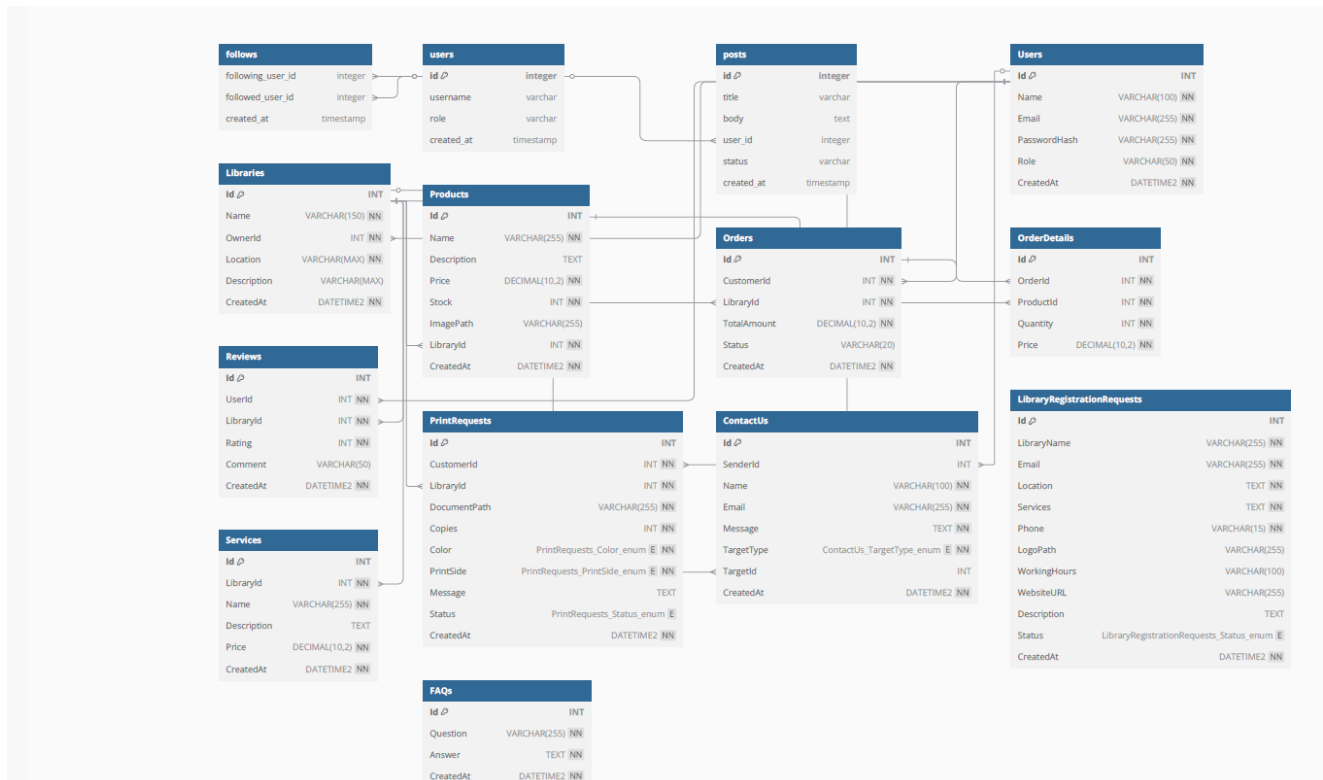 follows
following_user_id integer
followed_user_id integer
created_at timestamp
users
id integer
username varchar
role varchar
created_at timestamp
posts
id integer
title varchar
body text
user_id integer
status varchar
created_at timestamp
Users
Id INT
Name VARCHAR(100) NN
Email VARCHAR(255) NN
PasswordHash VARCHAR(255) NN
Role VARCHAR(50) NN
CreatedAt DATETIME2 NN
Libraries
Id INT
Name VARCHAR(150) NN
OwnerId INT NN
Location VARCHAR(MAX) NN
Description VARCHAR(MAX)
CreatedAt DATETIME2 NN
Products
Id INT
Name VARCHAR(255) NN
Description TEXT
Price DECIMAL(10,2) NN
Stock INT NN
ImagePath VARCHAR(255)
LibraryId INT NN
CreatedAt DATETIME2 NN
Orders
Id INT
CustomerId INT NN
LibraryId INT NN
TotalAmount DECIMAL(10,2) NN
Status VARCHAR(20)
CreatedAt DATETIME2 NN
OrderDetails
Id INT
OrderId INT NN
ProductId INT NN
Quantity INT NN
Price DECIMAL(10,2) NN
Reviews
Id INT
UserId INT NN
LibraryId INT NN
Rating INT NN
Comment VARCHAR(50)
CreatedAt DATETIME2 NN
PrintRequests
Id INT
CustomerId INT NN
LibraryId INT NN
DocumentPath VARCHAR(255) NN
Copies INT NN
Color PrintRequests_Color_enum E NN
PrintSide PrintRequests_PrintSide_enum E NN
Message TEXT
Status PrintRequests_Status_enum E
CreatedAt DATETIME2 NN
ContactUs
Id INT
SenderId INT
Name VARCHAR(100) NN
Email VARCHAR(255) NN
Message TEXT NN
TargetType ContactUs_TargetType_enum E NN
TargetId INT
CreatedAt DATETIME2 NN
LibraryRegistrationRequests
Id INT
LibraryName VARCHAR(255) NN
Email VARCHAR(255) NN
Location TEXT NN
Services TEXT NN
Phone VARCHAR(15) NN
LogoPath VARCHAR(255)
WorkingHours VARCHAR(100)
WebsiteURL VARCHAR(255)
Description TEXT
Status LibraryRegistrationRequests_Status_enum E
CreatedAt DATETIME2 NN
Services
Id INT
LibraryId INT NN
Name VARCHAR(255) NN
Description TEXT
Price DECIMAL(10,2) NN
CreatedAt DATETIME2 NN
FAQs
Id INT
Question VARCHAR(255) NN
Answer TEXT NN
CreatedAt DATETIME2 NN